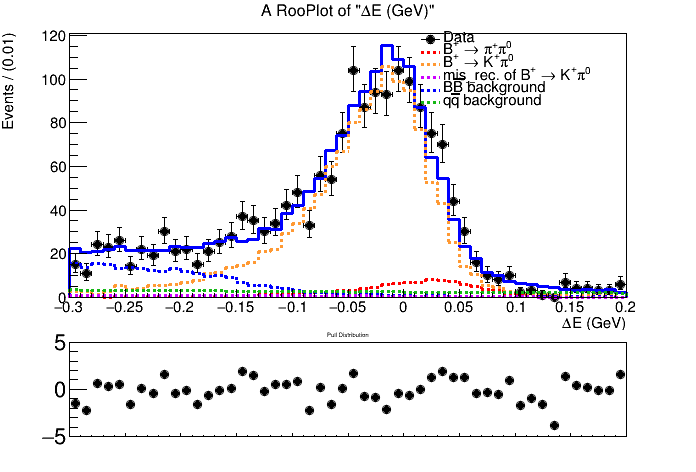 A RooPlot of "ΔE (GeV)"
Events / (0.01)
120
100
80
60
40
20
0
Data
B⁺ → π⁺π⁰
B⁺ → K⁺π⁰
mis_rec. of B⁺ → K⁺π⁰
BB̅ background
qq̅ background
−0.3 −0.25 −0.2 −0.15 −0.1 −0.05 0 0.05 0.1 0.15 0.2
ΔE (GeV)
Pull Distribution
5
0
−5